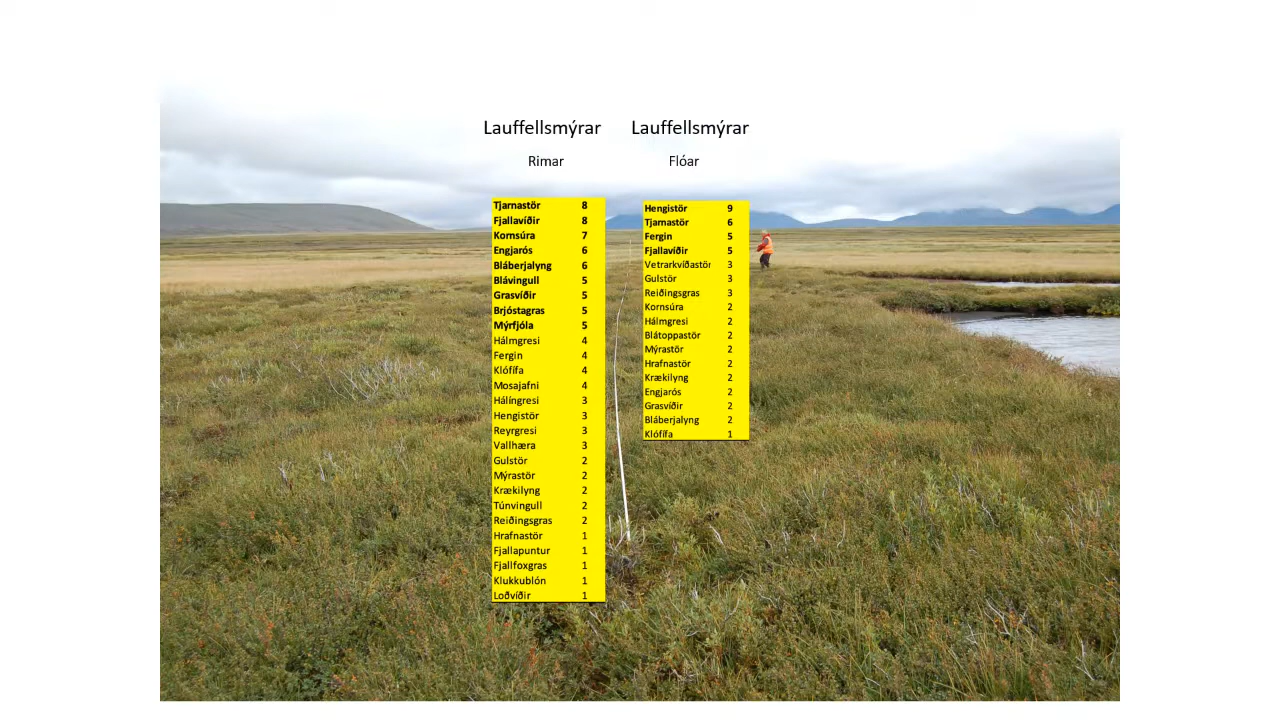 Lauffellsmýrar
Rimar
Tjarnastör 8
Fjallavíðir 8
Kornsúra 7
Engjarós 6
Bláberjalyng 6
Blávingull 5
Grasvíðir 5
Brjóstagras 5
Mýrfjóla 5
Hálmgresi 4
Fergin 4
Klófífa 4
Mosajafni 4
Hálíngresi 3
Hengistör 3
Reyrgresi 3
Vallhæra 3
Gulstör 2
Mýrastör 2
Krækilyng 2
Túnvingull 2
Reiðingsgras 2
Hrafnastör 1
Fjallapuntur 1
Fjallfoxgras 1
Klukkublón 1
Loðvíðir 1
Lauffellsmýrar
Flóar
Hengistör 9
Tjarnastör 6
Fergin 5
Fjallavíðir 5
Vetrarkvíðastör 3
Gulstör 3
Reiðingsgras 3
Kornsúra 2
Hálmgresi 2
Blátoppastör 2
Mýrastör 2
Hrafnastör 2
Krækilyng 2
Engjarós 2
Grasvíðir 2
Bláberjalyng 2
Klófífa 1